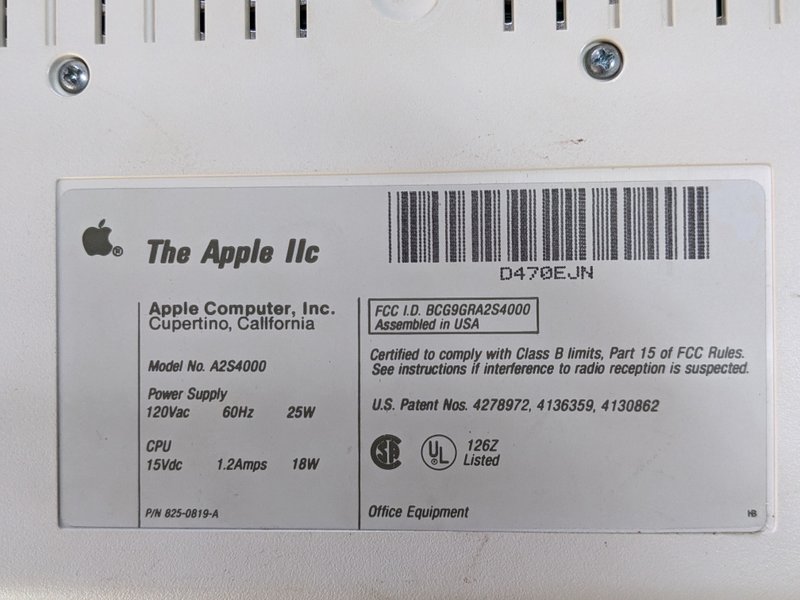 The Apple IIc
D470EJN
Apple Computer, Inc.
Cupertino, California
Model No. A2S4000
Power Supply
120Vac 60Hz 25W
CPU
15Vdc 1.2Amps 18W
P/N 825-0819-A
FCC I.D. BCG9GRA2S4000
Assembled in USA
Certified to comply with Class B limits, Part 15 of FCC Rules.
See instructions if interference to radio reception is suspected.
U.S. Patent Nos. 4278972, 4136359, 4130862
SA
UL
126Z
Listed
Office Equipment
HB